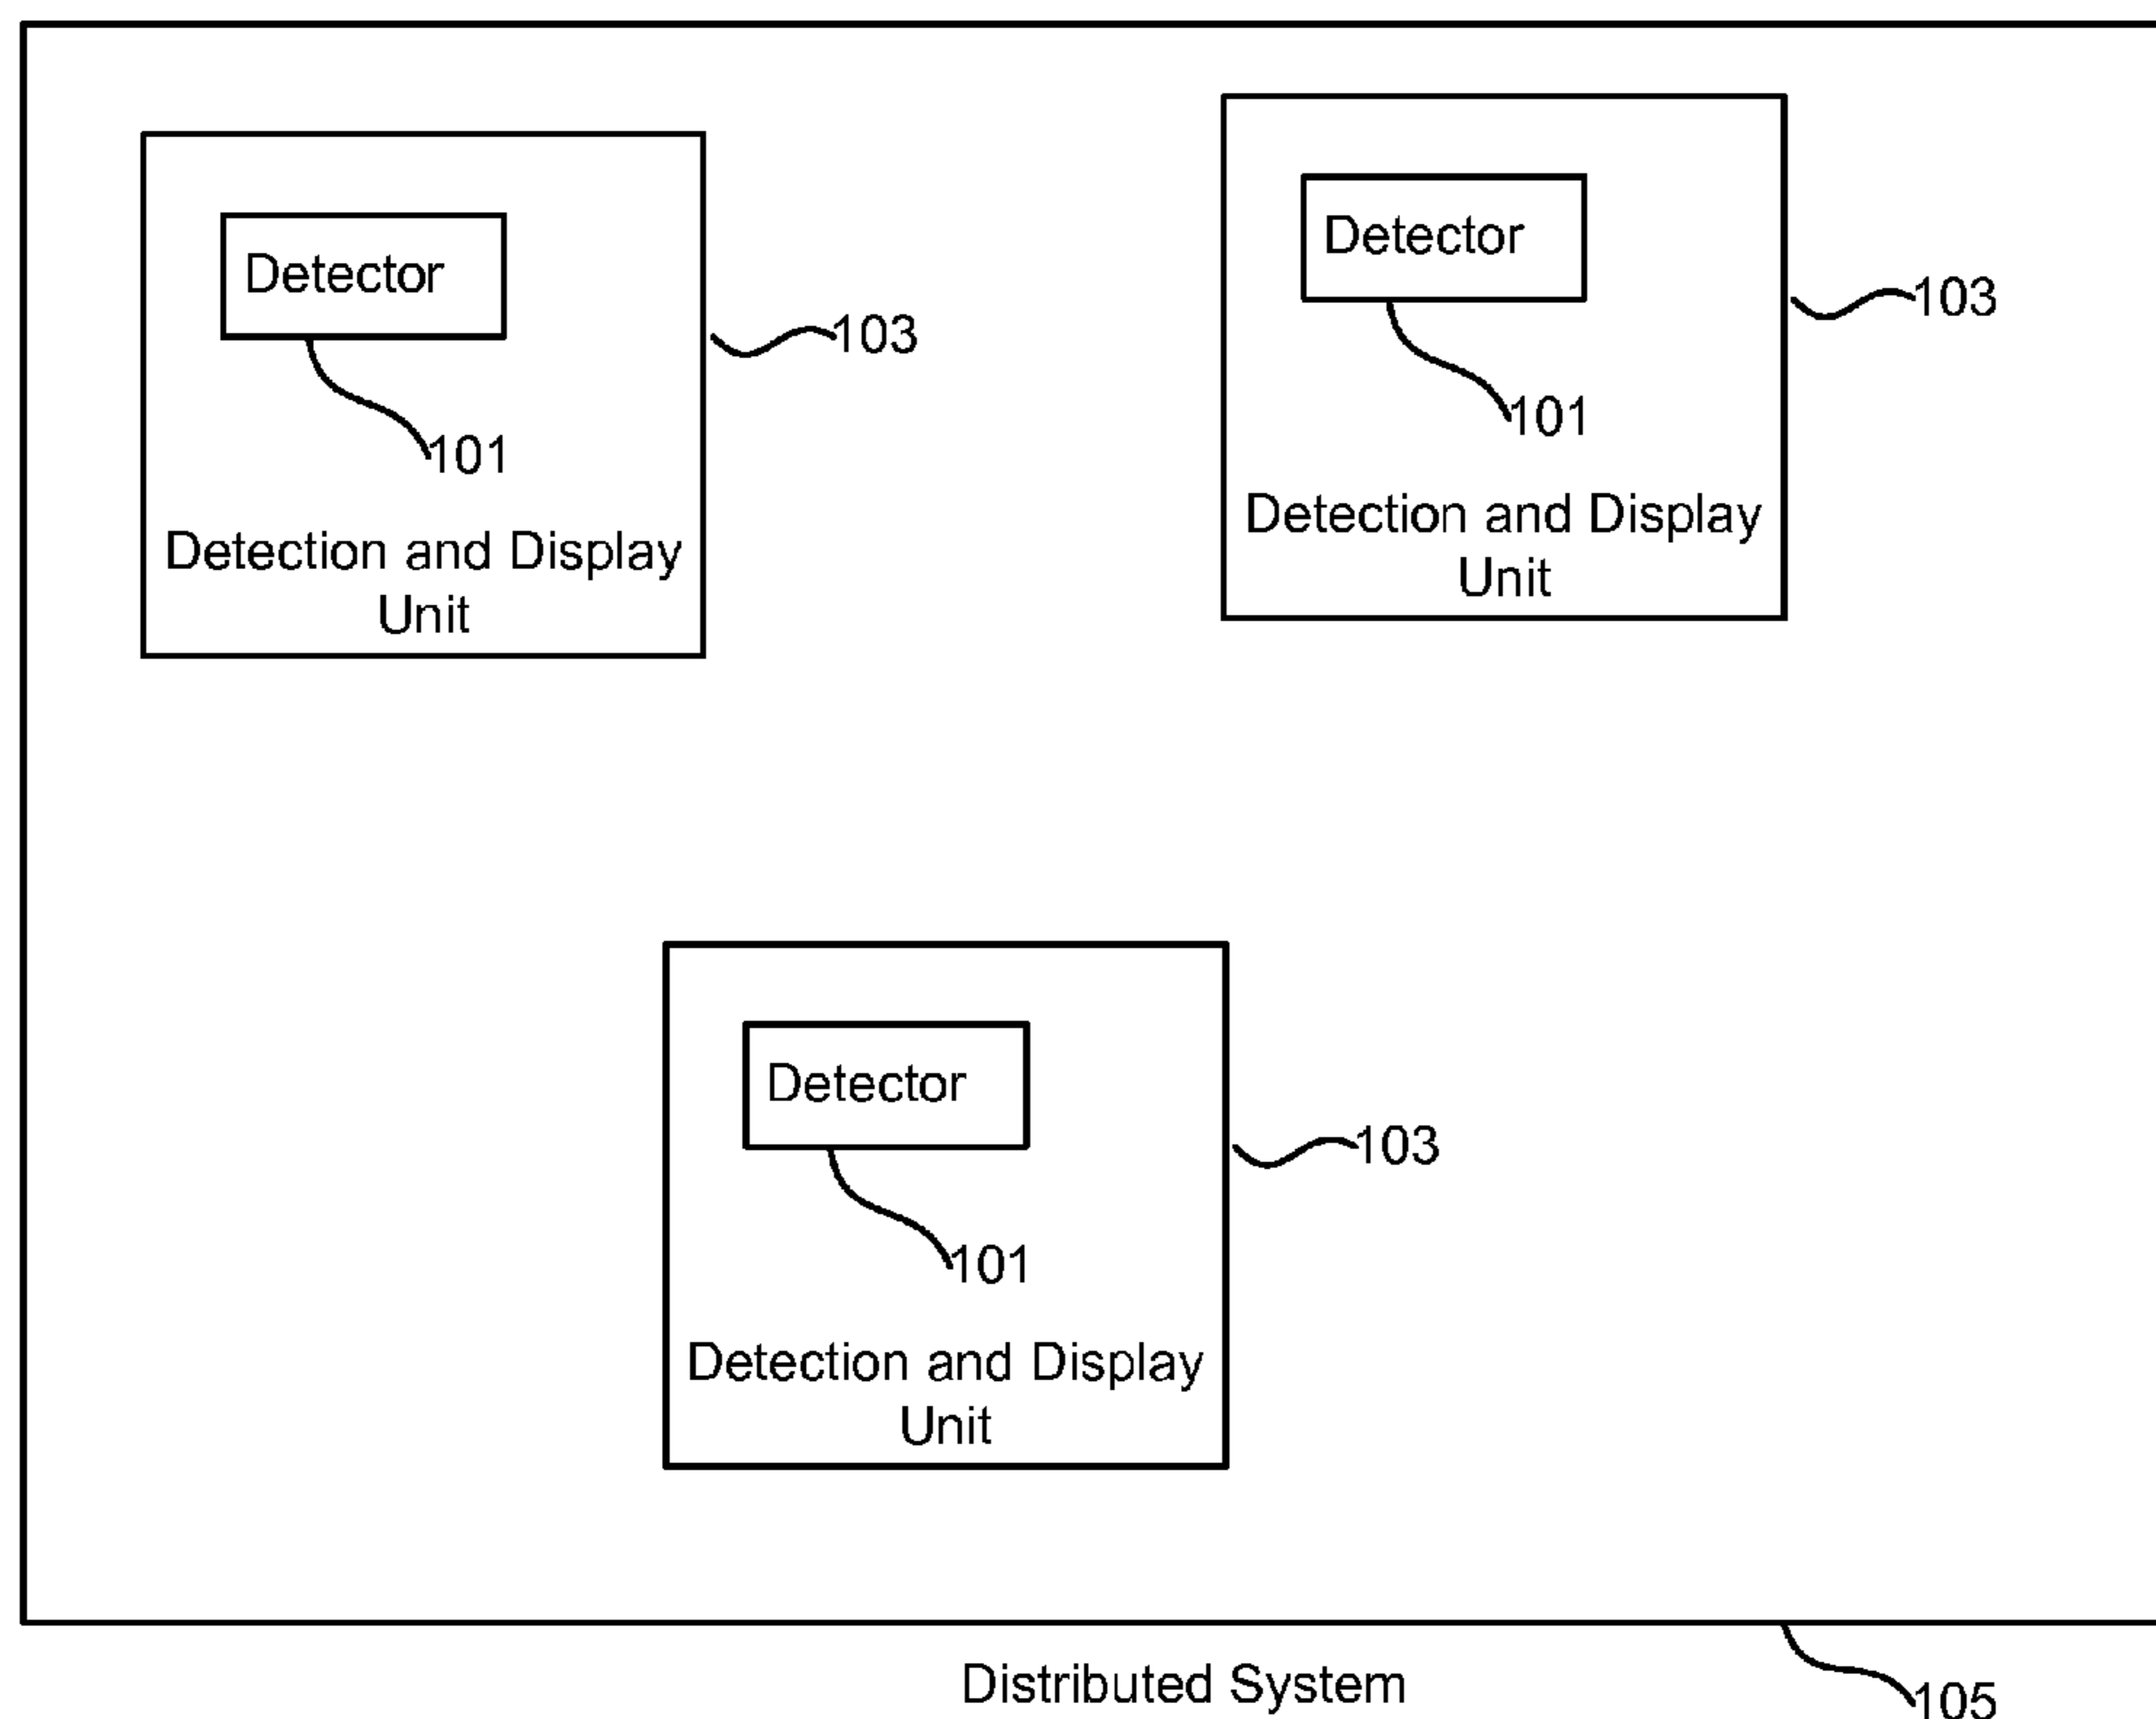 Detector
103
101
Detection and Display
Unit
Detector
103
101
Detection and Display
Unit
Detector
103
101
Detection and Display
Unit
Distributed System
105